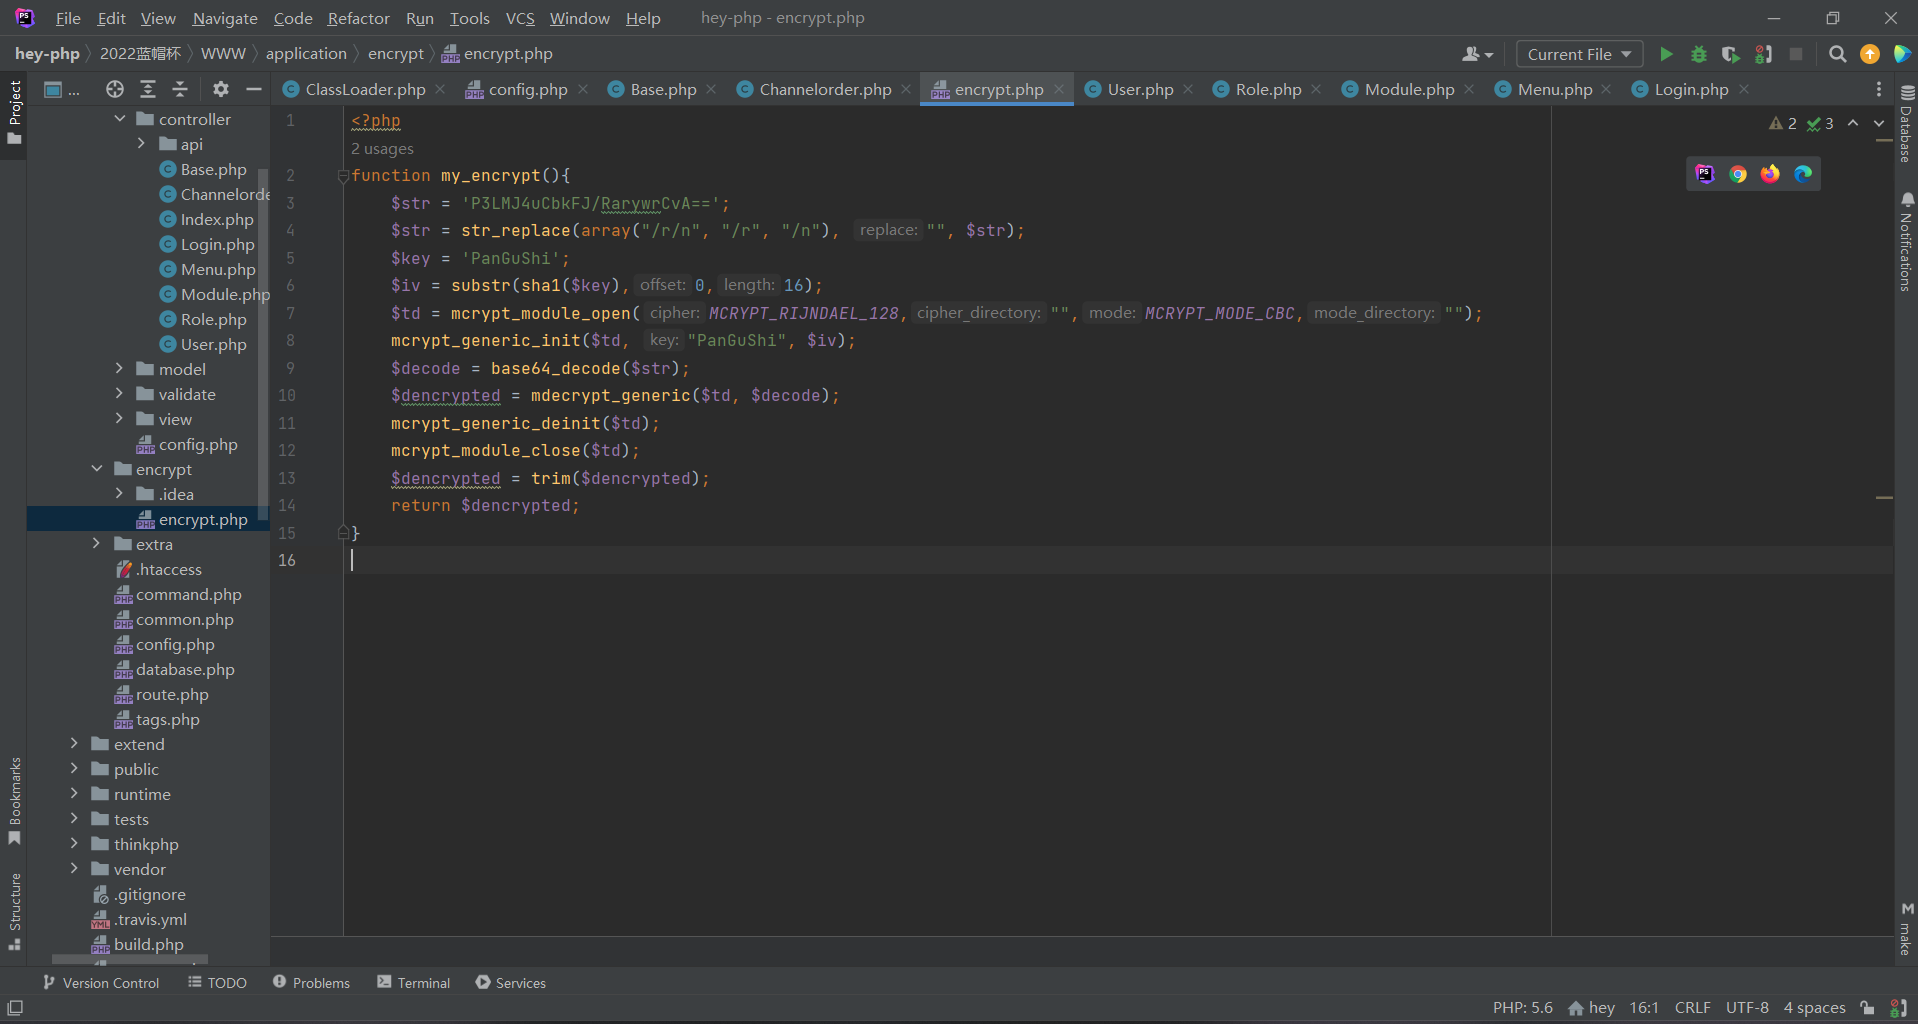 File Edit View Navigate Code Refactor Run Tools VCS Window Help hey-php - encrypt.php
hey-php 2022蓝帽杯 WWW application encrypt encrypt.php
Current File
Project
...
ClassLoader.php config.php Base.php Channelorder.php encrypt.php User.php Role.php Module.php Menu.php Login.php
controller
api
Base.php
Channelorde
Index.php
Login.php
Menu.php
Module.php
Role.php
User.php
model
validate
view
config.php
encrypt
.idea
encrypt.php
extra
.htaccess
command.php
common.php
config.php
database.php
route.php
tags.php
extend
public
runtime
tests
thinkphp
vendor
.gitignore
.travis.yml
build.php
2 3
1 <?php
2 usages
2 function my_encrypt(){
3 $str = 'P3LMJ4uCbkFJ/RarywrCvA==';
4 $str = str_replace(array("/r/n", "/r", "/n"), replace: "", $str);
5 $key = 'PanGuShi';
6 $iv = substr(sha1($key), offset: 0, length: 16);
7 $td = mcrypt_module_open( cipher: MCRYPT_RIJNDAEL_128, cipher_directory: "", mode: MCRYPT_MODE_CBC, mode_directory: "");
8 mcrypt_generic_init($td, key: "PanGuShi", $iv);
9 $decode = base64_decode($str);
10 $dencrypted = mdecrypt_generic($td, $decode);
11 mcrypt_generic_deinit($td);
12 mcrypt_module_close($td);
13 $dencrypted = trim($dencrypted);
14 return $dencrypted;
15 }
16
Database
Notifications
make
Bookmarks
Structure
Version Control TODO Problems Terminal Services
PHP: 5.6 hey 16:1 CRLF UTF-8 4 spaces